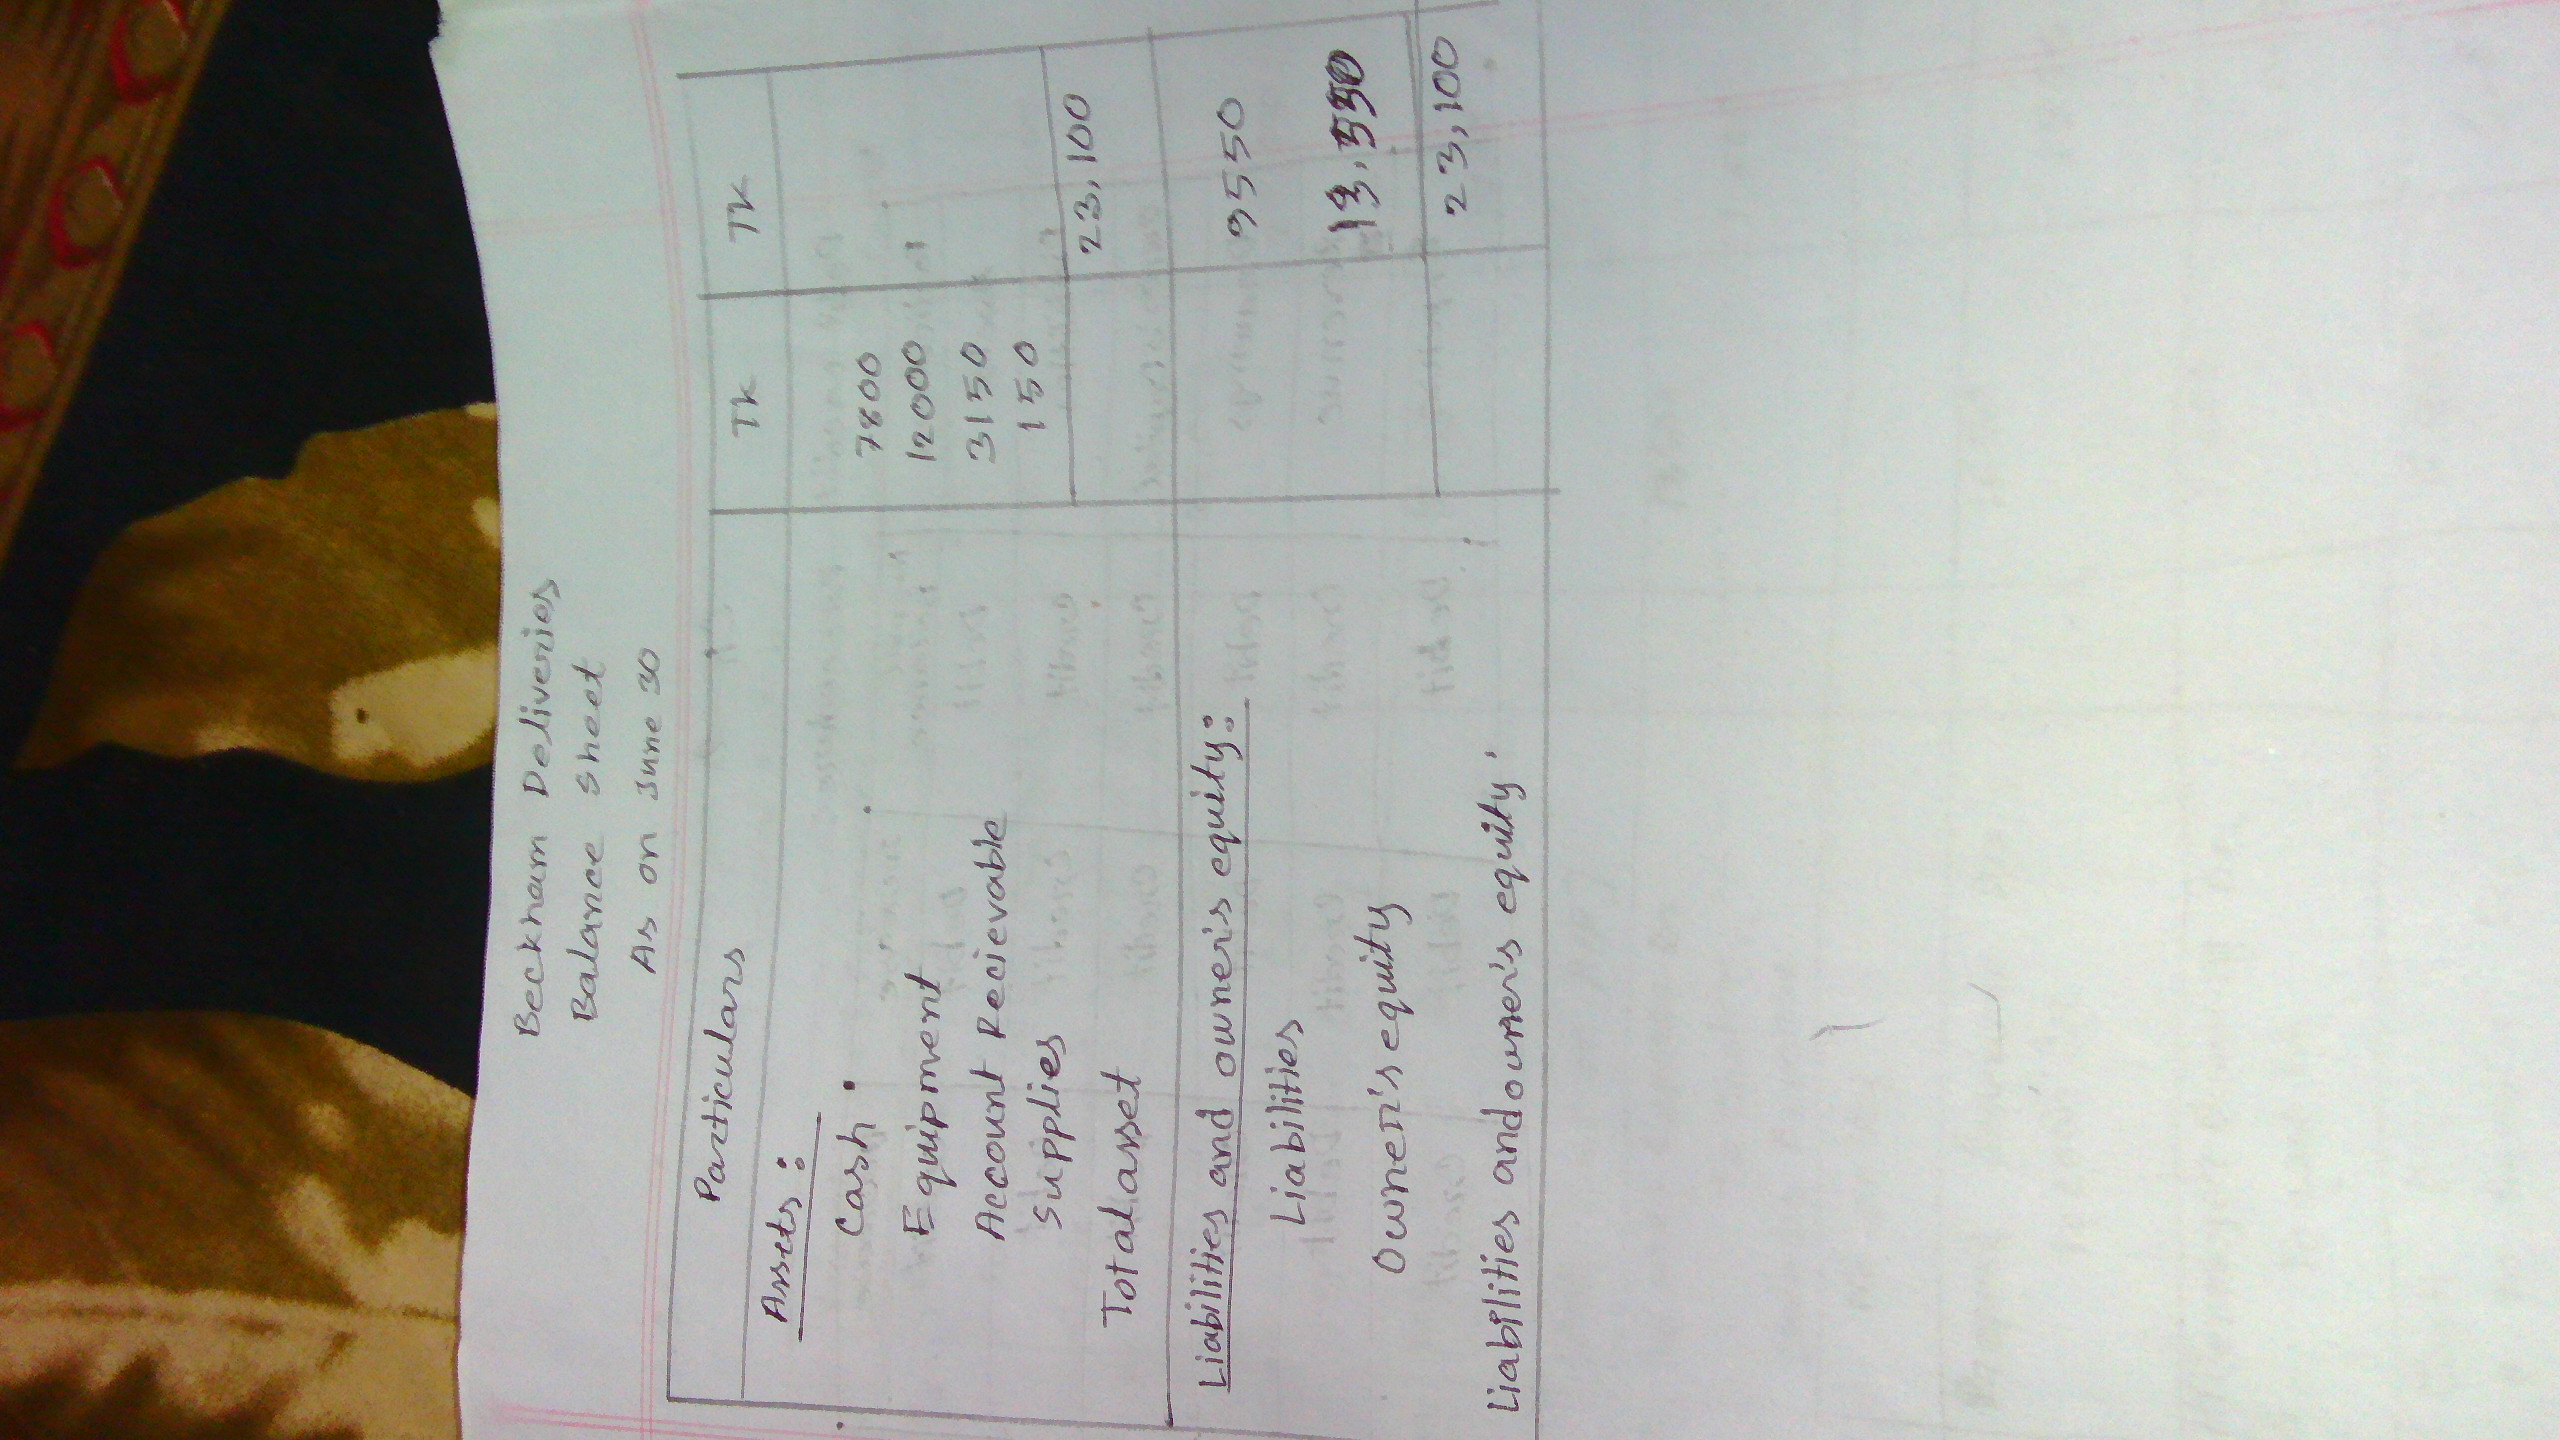 Beckham Deliveries
Balance Sheet
As on June 30
Particulars TK TK
Assets:
Cash 7800
Equipment 12000
Account Recievable 3150
Supplies 150
Total asset 23,100
Liabilities and owner's equity:
Liabilities 9550
Owner's equity 13,550
Liabilities and owner's equity. 23,100